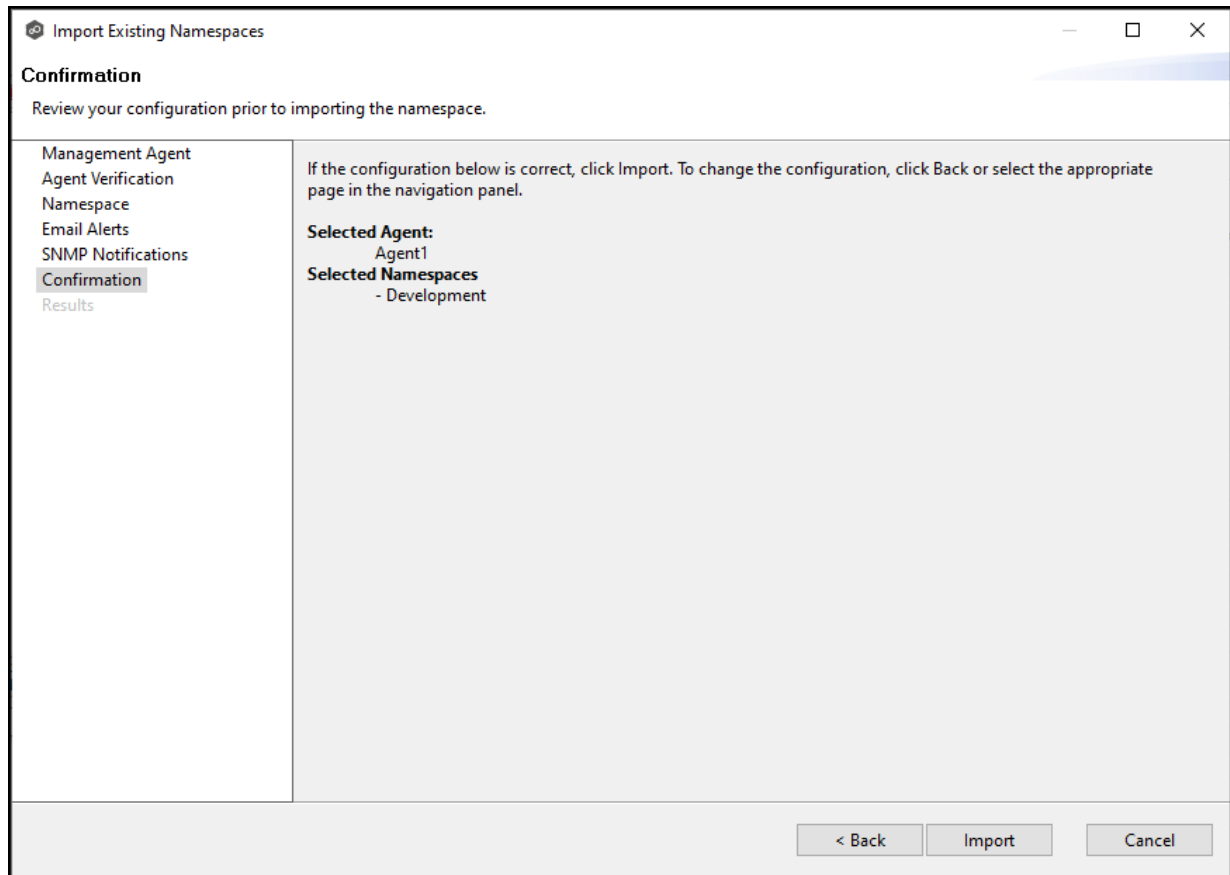 Import Existing Namespaces
Confirmation
Review your configuration prior to importing the namespace.
Management Agent
Agent Verification
Namespace
Email Alerts
SNMP Notifications
Confirmation
Results
If the configuration below is correct, click Import. To change the configuration, click Back or select the appropriate
page in the navigation panel.
Selected Agent:
Agent1
Selected Namespaces
- Development
< Back
Import
Cancel